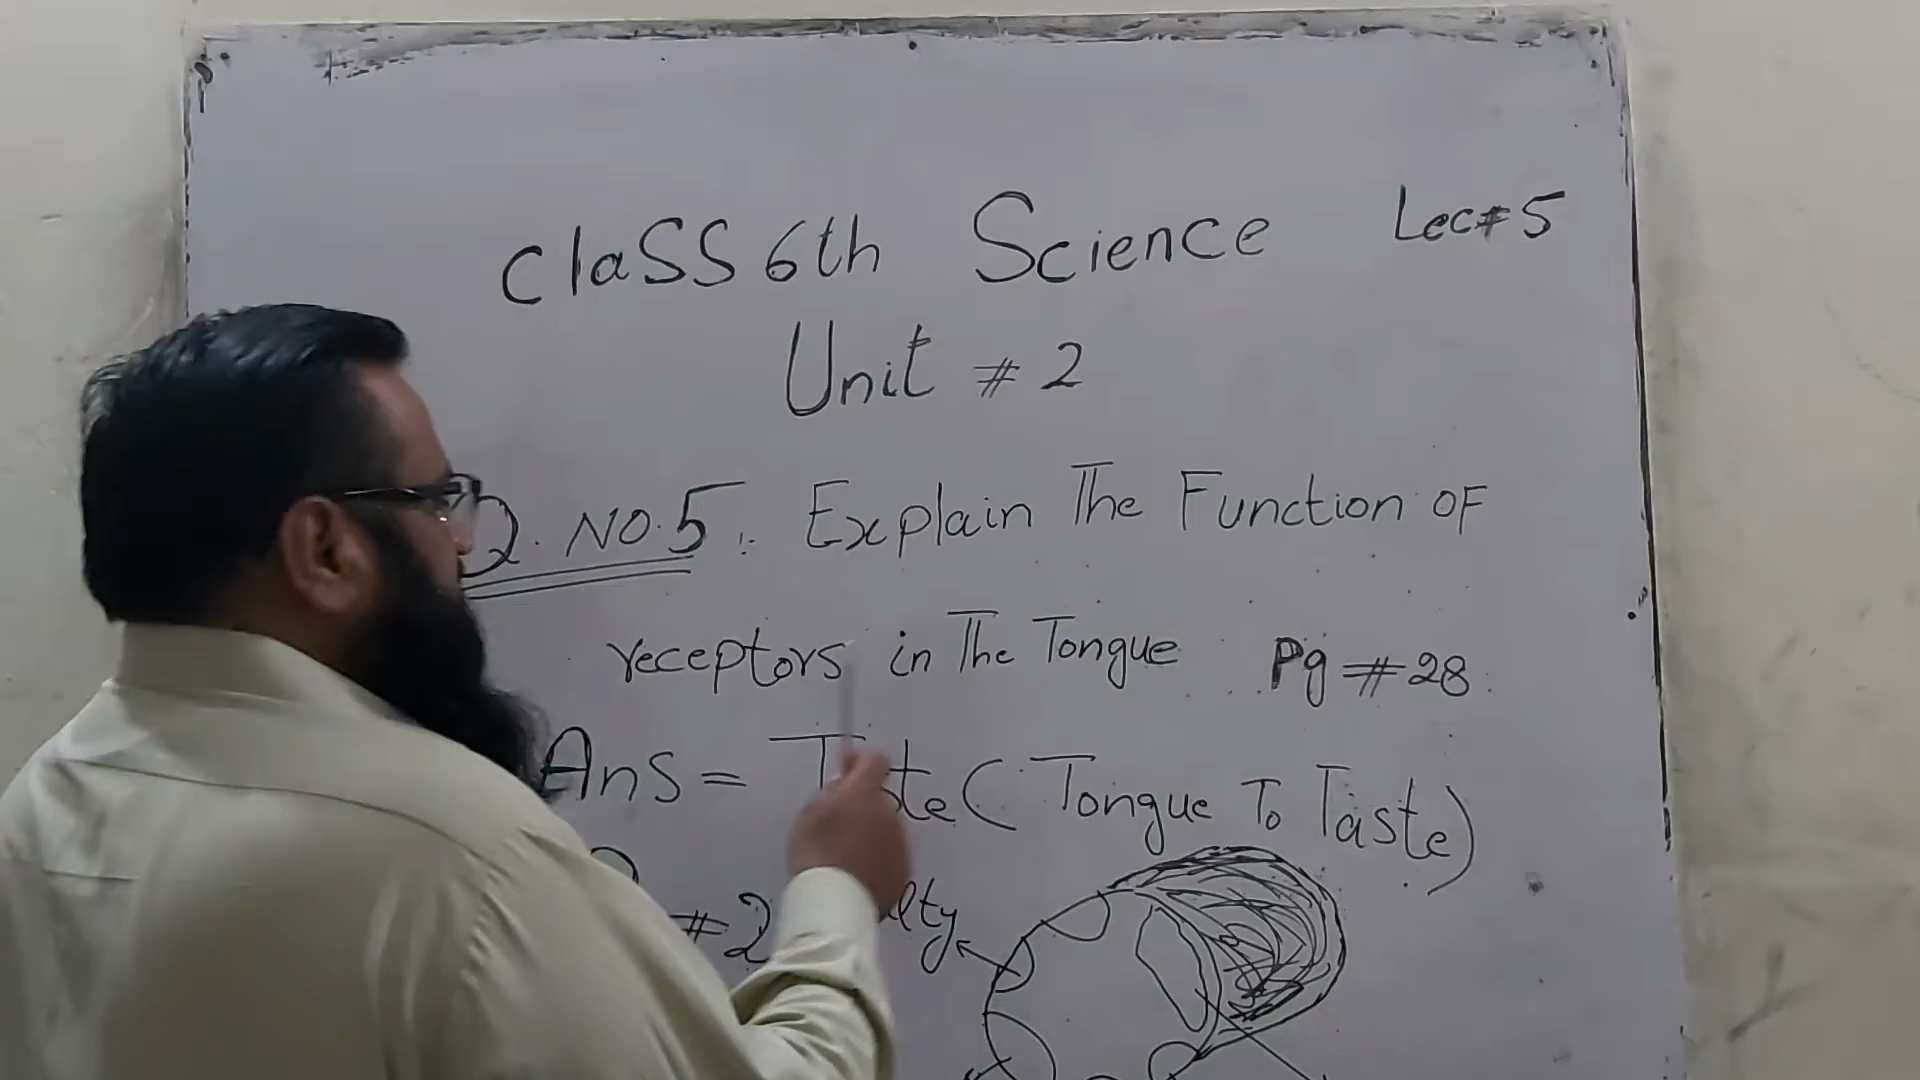 Class 6th Science Lec# 5
Unit # 2
Q. NO.5: Explain The Function OF
receptors in The Tongue Pg # 28
Ans = Taste ( Tongue To Taste)
#2